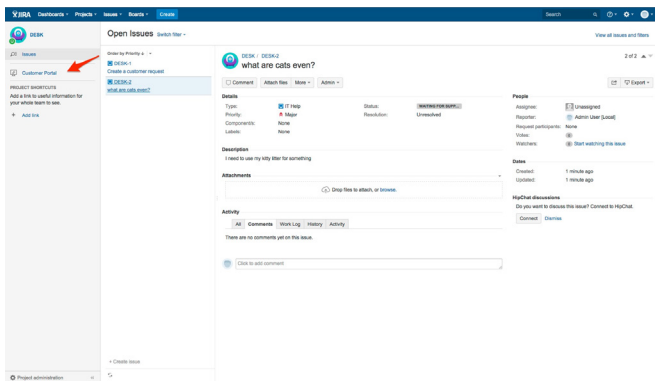 JIRA Dashboards Projects Issues Boards Create Search
DESK
Issues
Customer Portal
PROJECT SHORTCUTS
Add a link to useful information for
your whole team to see.
+ Add link
Project administration
Open Issues Switch filter
View all issues and filters
Order by Priority
DESK-1
Create a customer request
DESK-2
what are cats even?
+ Create issue
DESK / DESK-2
what are cats even?
2 of 2
Comment Attach files More Admin Export
Details
Type: IT Help Status: WAITING FOR SUPP...
Priority: Major Resolution: Unresolved
Component/s: None
Labels: None
Description
I need to use my kitty litter for something
Attachments
Drop files to attach, or browse.
Activity
All Comments Work Log History Activity
There are no comments yet on this issue.
Click to add comment
People
Assignee: Unassigned
Reporter: Admin User [Local]
Request participants: None
Votes: 0
Watchers: 0 Start watching this issue
Dates
Created: 1 minute ago
Updated: 1 minute ago
HipChat discussions
Do you want to discuss this issue? Connect to HipChat.
Connect Dismiss